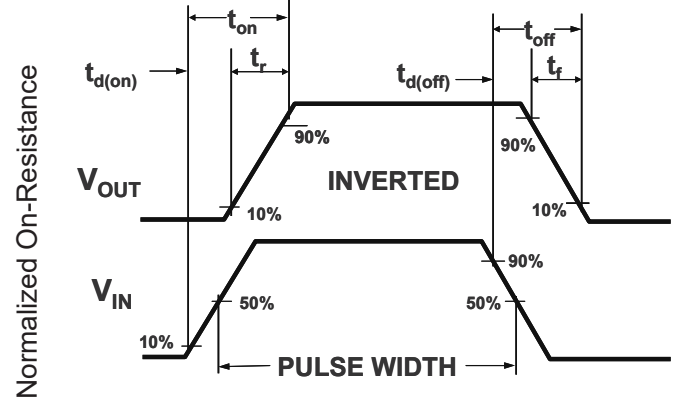 Normalized On-Resistance
t_on
t_off
t_d(on)
t_r
t_d(off)
t_f
90%
90%
V_OUT
INVERTED
10%
10%
90%
V_IN
50%
50%
10%
PULSE WIDTH